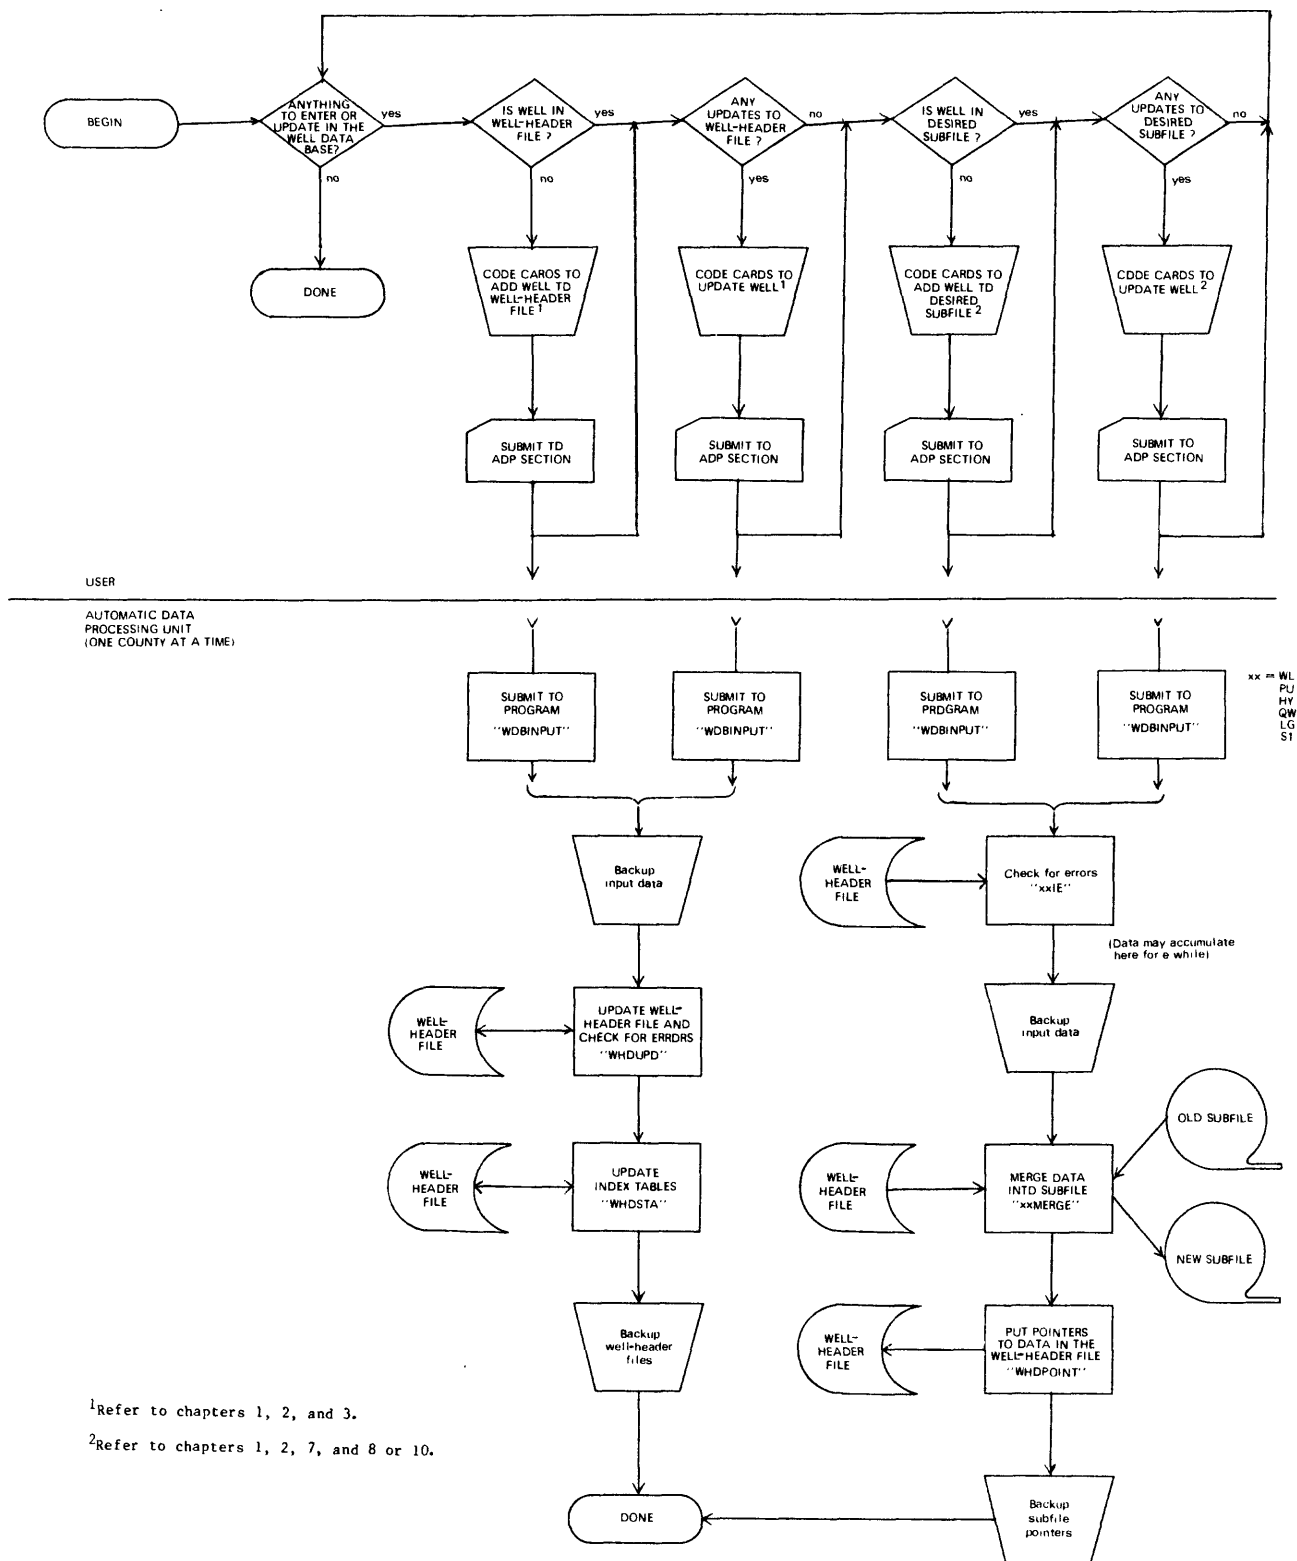 BEGIN
ANYTHING
TO ENTER OR
UPDATE IN THE
WELL DATA
BASE?
yes
no
DONE
IS WELL IN
WELL-HEADER
FILE ?
yes
no
ANY
UPDATES TO
WELL-HEADER
FILE ?
no
yes
IS WELL IN
DESIRED
SUBFILE ?
yes
no
ANY
UPDATES TO
DESIRED
SUBFILE ?
no
yes
CODE CAROS TO
ADD WELL TD
WELL-HEADER
FILE1
CODE CARDS TO
UPDATE WELL1
CODE CARDS TO
ADD WELL TD
DESIRED
SUBFILE2
CDDE CARDS TO
UPDATE WELL2
SUBMIT TD
ADP SECTION
SUBMIT TO
ADP SECTION
SUBMIT TO
ADP SECTION
SUBMIT TO
ADP SECTION
USER
AUTOMATIC DATA
PROCESSING UNIT
(ONE COUNTY AT A TIME)
SUBMIT TO
PROGRAM
"WDBINPUT"
SUBMIT TO
PROGRAM
"WDBINPUT"
SUBMIT TO
PRDGRAM
"WDBINPUT"
SUBMIT TO
PROGRAM
"WDBINPUT"
xx = WL
PU
HY
QW
LG
S1
Backup
input data
WELL-
HEADER
FILE
Check for errors
"xxIE"
(Data may accumulate
here for e while)
WELL-
HEADER
FILE
UPDATE WELL-
HEADER FILE AND
CHECK FOR ERRDRS
"WHDUPD"
Backup
input data
OLD SUBFILE
WELL-
HEADER
FILE
UPDATE
INDEX TABLES
"WHDSTA"
WELL-
HEADER
FILE
MERGE DATA
INTD SUBFILE
"xxMERGE"
NEW SUBFILE
Backup
well-header
files
WELL-
HEADER
FILE
PUT POINTERS
TO DATA IN THE
WELL-HEADER FILE
"WHDPOINT"
1Refer to chapters 1, 2, and 3.
2Refer to chapters 1, 2, 7, and 8 or 10.
DONE
Backup
subfile
pointers